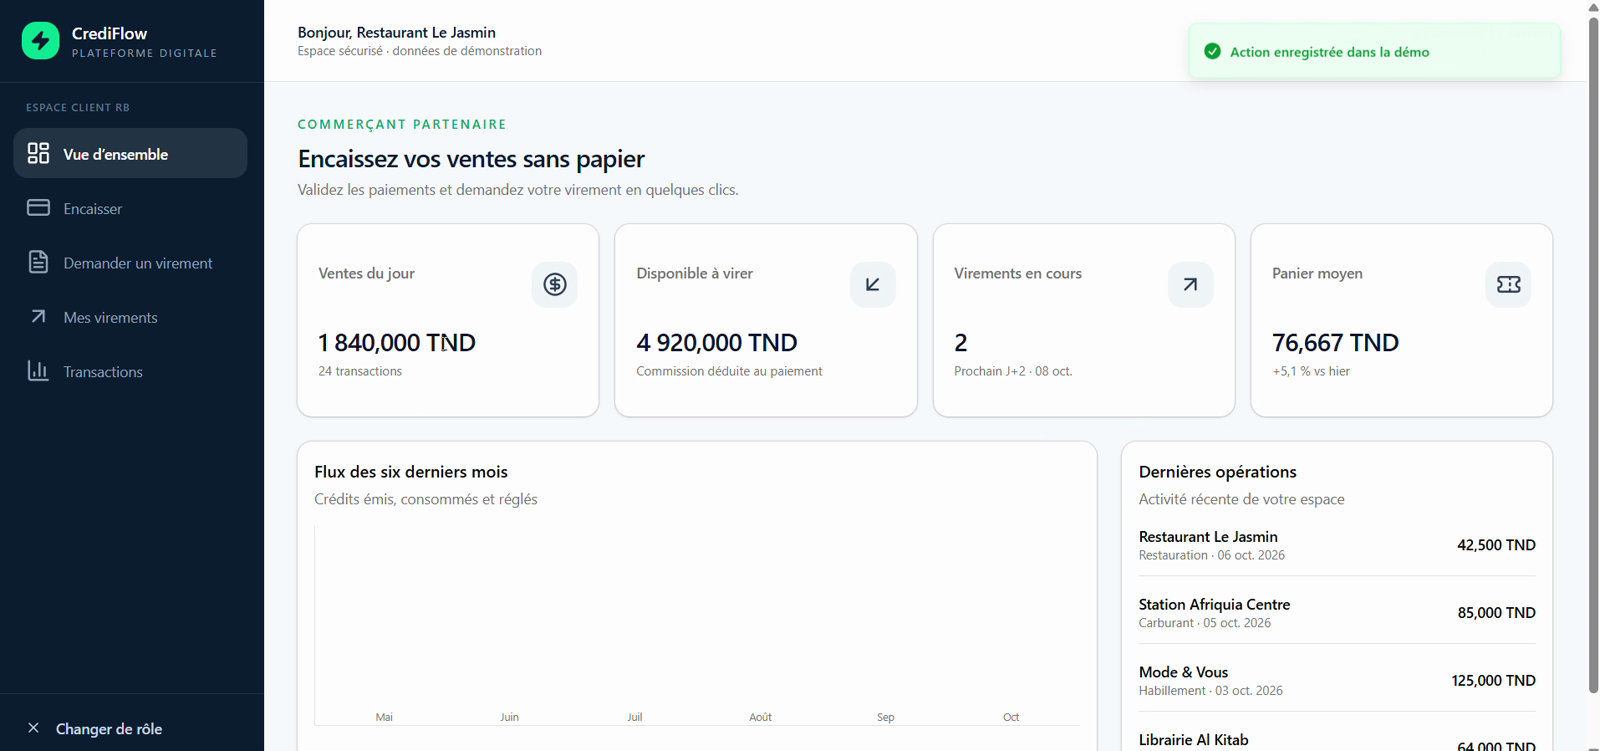 CrediFlow
PLATEFORME DIGITALE
ESPACE CLIENT RB
Vue d'ensemble
Encaisser
Demander un virement
Mes virements
Transactions
Changer de rôle
Bonjour, Restaurant Le Jasmin
Espace sécurisé · données de démonstration
Action enregistrée dans la démo
COMMERÇANT PARTENAIRE
Encaissez vos ventes sans papier
Validez les paiements et demandez votre virement en quelques clics.
Ventes du jour
1 840,000 TND
24 transactions
Disponible à virer
4 920,000 TND
Commission déduite au paiement
Virements en cours
2
Prochain J+2 · 08 oct.
Panier moyen
76,667 TND
+5,1 % vs hier
Flux des six derniers mois
Crédits émis, consommés et réglés
Mai Juin Juil Août Sep Oct
Dernières opérations
Activité récente de votre espace
Restaurant Le Jasmin
Restauration · 06 oct. 2026
42,500 TND
Station Afriquia Centre
Carburant · 05 oct. 2026
85,000 TND
Mode & Vous
Habillement · 03 oct. 2026
125,000 TND
Librairie Al Kitab
64,000 TND